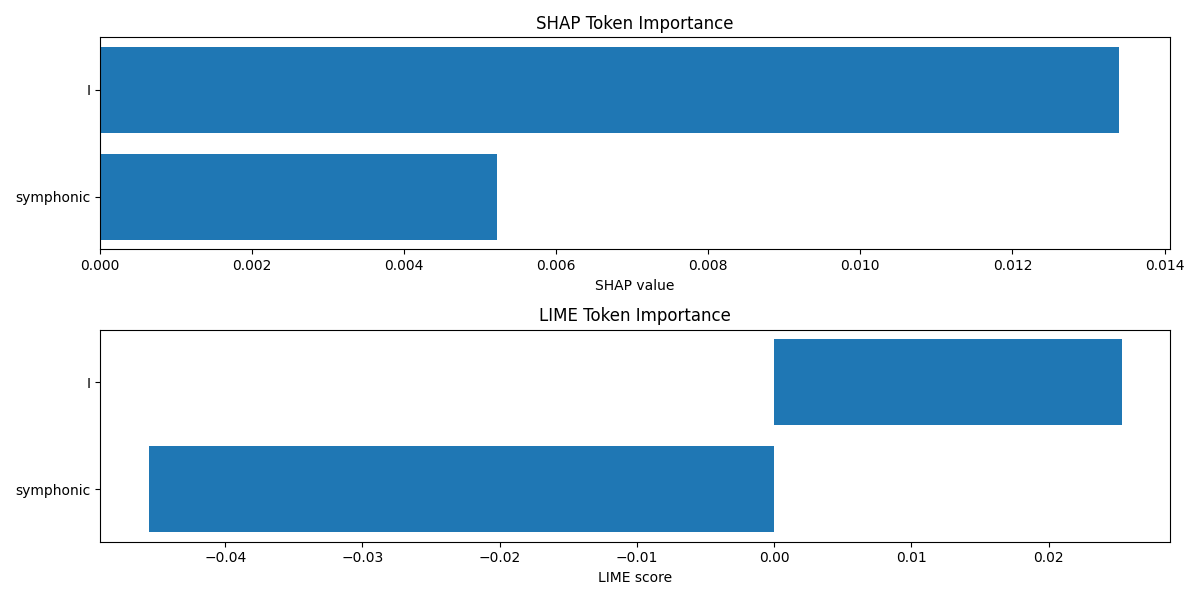 SHAP Token Importance
I
symphonic
0.000 0.002 0.004 0.006 0.008 0.010 0.012 0.014
SHAP value
LIME Token Importance
I
symphonic
−0.04 −0.03 −0.02 −0.01 0.00 0.01 0.02
LIME score